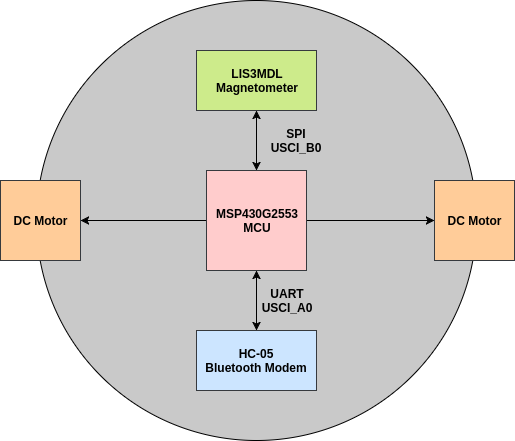 LIS3MDL
Magnetometer
SPI
USCI_B0
DC Motor
MSP430G2553
MCU
DC Motor
UART
USCI_A0
HC-05
Bluetooth Modem